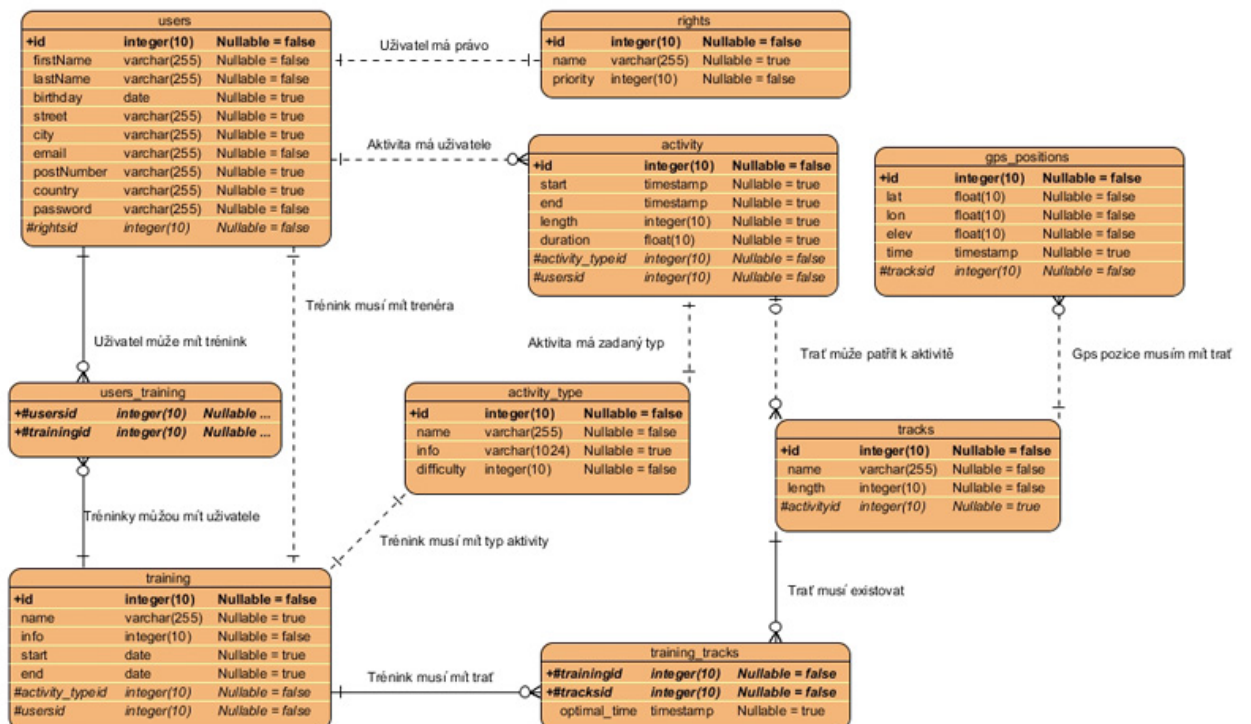 users
+id integer(10) Nullable = false
firstName varchar(255) Nullable = false
lastName varchar(255) Nullable = false
birthday date Nullable = true
street varchar(255) Nullable = true
city varchar(255) Nullable = true
email varchar(255) Nullable = false
postNumber varchar(255) Nullable = true
country varchar(255) Nullable = true
password varchar(255) Nullable = false
#rightsid integer(10) Nullable = false
Uživatel má právo
rights
+id integer(10) Nullable = false
name varchar(255) Nullable = true
priority integer(10) Nullable = false
Aktivita má uživatele
activity
+id integer(10) Nullable = false
start timestamp Nullable = true
end timestamp Nullable = true
length integer(10) Nullable = true
duration float(10) Nullable = true
#activity_typeid integer(10) Nullable = false
#usersid integer(10) Nullable = false
gps_positions
+id integer(10) Nullable = false
lat float(10) Nullable = false
lon float(10) Nullable = false
elev float(10) Nullable = false
time timestamp Nullable = true
#tracksid integer(10) Nullable = false
Trénink musí mít trenéra
Uživatel může mít trénink
Aktivita má zadaný typ
Trať může patřit k aktivitě
Gps pozice musím mít trať
users_training
+#usersid integer(10) Nullable ...
+#trainingid integer(10) Nullable ...
activity_type
+id integer(10) Nullable = false
name varchar(255) Nullable = false
info varchar(1024) Nullable = true
difficulty integer(10) Nullable = false
tracks
+id integer(10) Nullable = false
name varchar(255) Nullable = false
length integer(10) Nullable = false
#activityid integer(10) Nullable = true
Tréninky můžou mít uživatele
Trénink musí mít typ aktivity
Trať musí existovat
training
+id integer(10) Nullable = false
name varchar(255) Nullable = true
info integer(10) Nullable = false
start date Nullable = true
end date Nullable = true
#activity_typeid integer(10) Nullable = false
#usersid integer(10) Nullable = false
Trénink musí mít trať
training_tracks
+#trainingid integer(10) Nullable = false
+#tracksid integer(10) Nullable = false
optimal_time timestamp Nullable = true